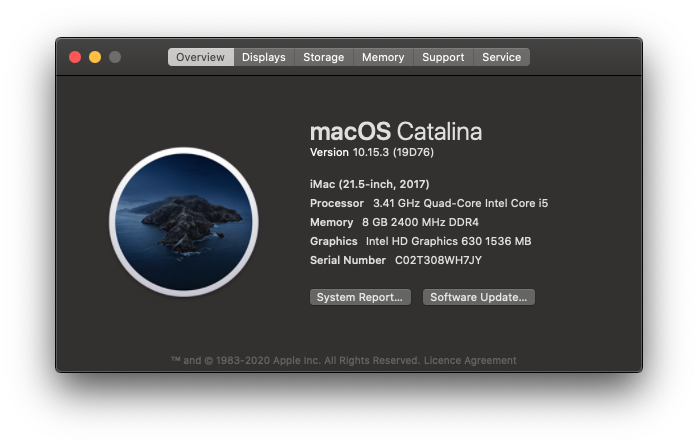 Overview Displays Storage Memory Support Service
macOS Catalina
Version 10.15.3 (19D76)
iMac (21.5-inch, 2017)
Processor 3.41 GHz Quad-Core Intel Core i5
Memory 8 GB 2400 MHz DDR4
Graphics Intel HD Graphics 630 1536 MB
Serial Number C02T308WH7JY
System Report... Software Update...
™ and © 1983-2020 Apple Inc. All Rights Reserved. Licence Agreement